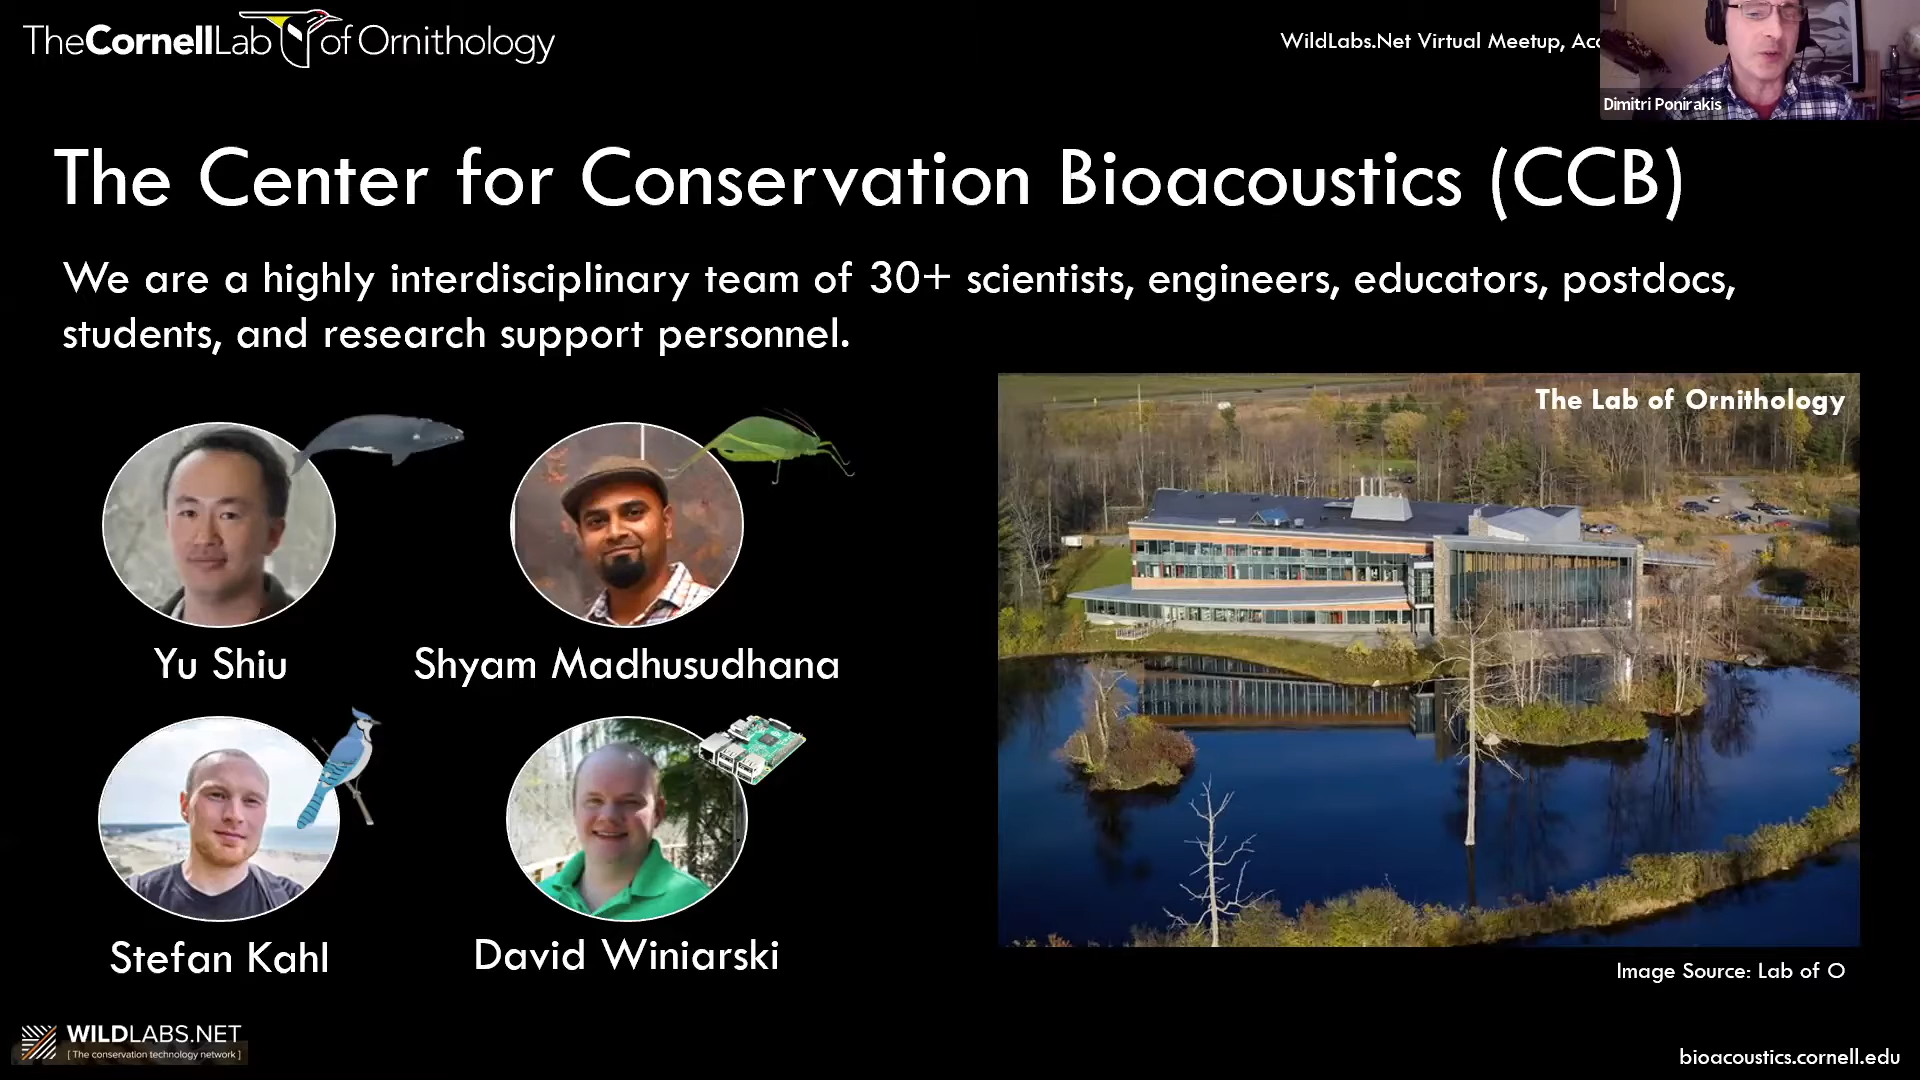 TheCornellLab of Ornithology
WildLabs.Net Virtual Meetup,
Dimitri Ponirakis
The Center for Conservation Bioacoustics (CCB)
We are a highly interdisciplinary team of 30+ scientists, engineers, educators, postdocs,
students, and research support personnel.
The Lab of Ornithology
Yu Shiu
Shyam Madhusudhana
Stefan Kahl
David Winiarski
Image Source: Lab of O
WILDLABS.NET
[ The conservation technology network ]
bioacoustics.cornell.edu